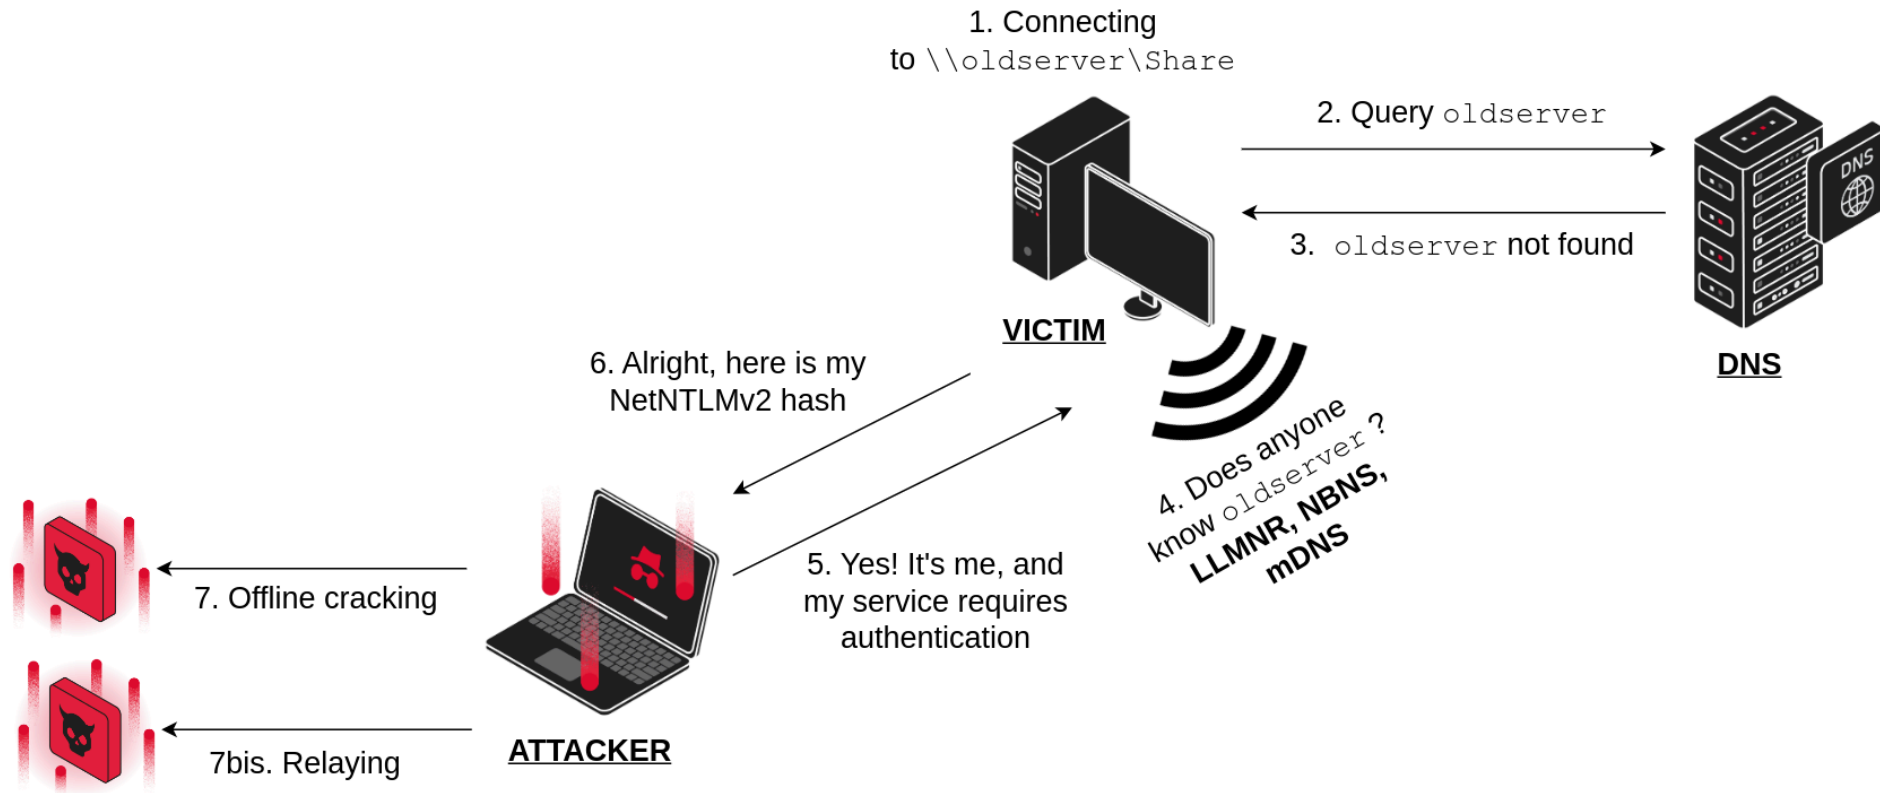 1. Connecting
to \\oldserver\Share
2. Query oldserver
DNS
3. oldserver not found
VICTIM
DNS
4. Does anyone
know oldserver ?
LLMNR, NBNS,
mDNS
5. Yes! It's me, and
my service requires
authentication
6. Alright, here is my
NetNTLMv2 hash
ATTACKER
7. Offline cracking
7bis. Relaying